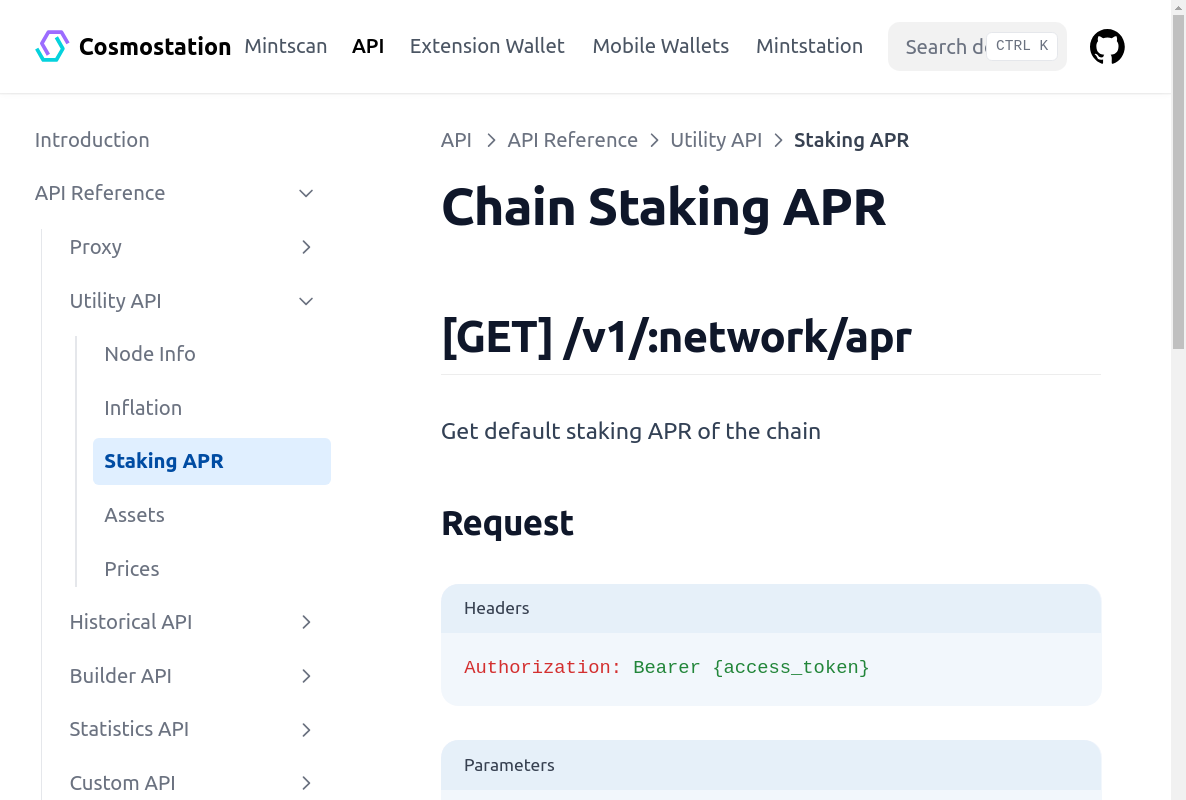 Cosmostation
Mintscan
API
Extension Wallet
Mobile Wallets
Mintstation
Search d
CTRL K
Introduction
API Reference
Proxy
Utility API
Node Info
Inflation
Staking APR
Assets
Prices
Historical API
Builder API
Statistics API
Custom API
API > API Reference > Utility API > Staking APR
Chain Staking APR
[GET] /v1/:network/apr
Get default staking APR of the chain
Request
Headers
Authorization: Bearer {access_token}
Parameters